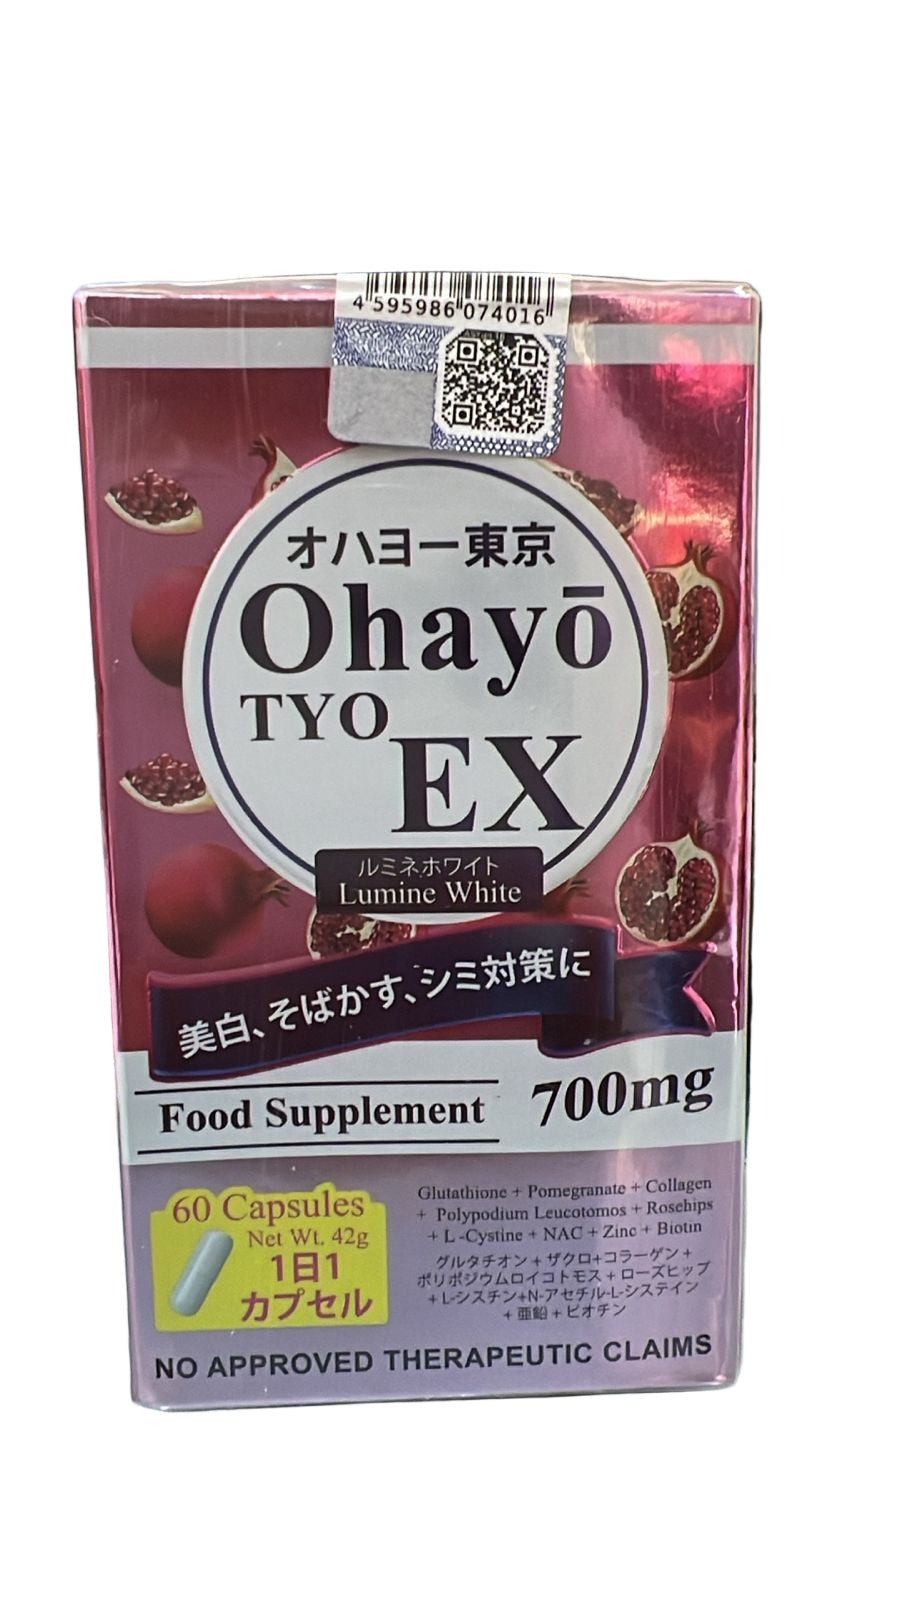 4 595986 074016
オハヨー東京
Ohayō
TYO
EX
ルミネホワイト
Lumine White
美白、そばかす、シミ対策に
Food Supplement
700mg
60 Capsules
Net Wt. 42g
1日1
カプセル
Glutathione + Pomegranate + Collagen
+ Polypodium Leucotomos + Rosehips
+ L -Cystine + NAC + Zinc + Biotin
グルタチオン + ザクロ+コラーゲン +
ポリポジウムロイコトモス + ローズヒップ
+ L-シスチン+N-アセチル-L-システイン
+ 亜鉛 + ビオチン
NO APPROVED THERAPEUTIC CLAIMS